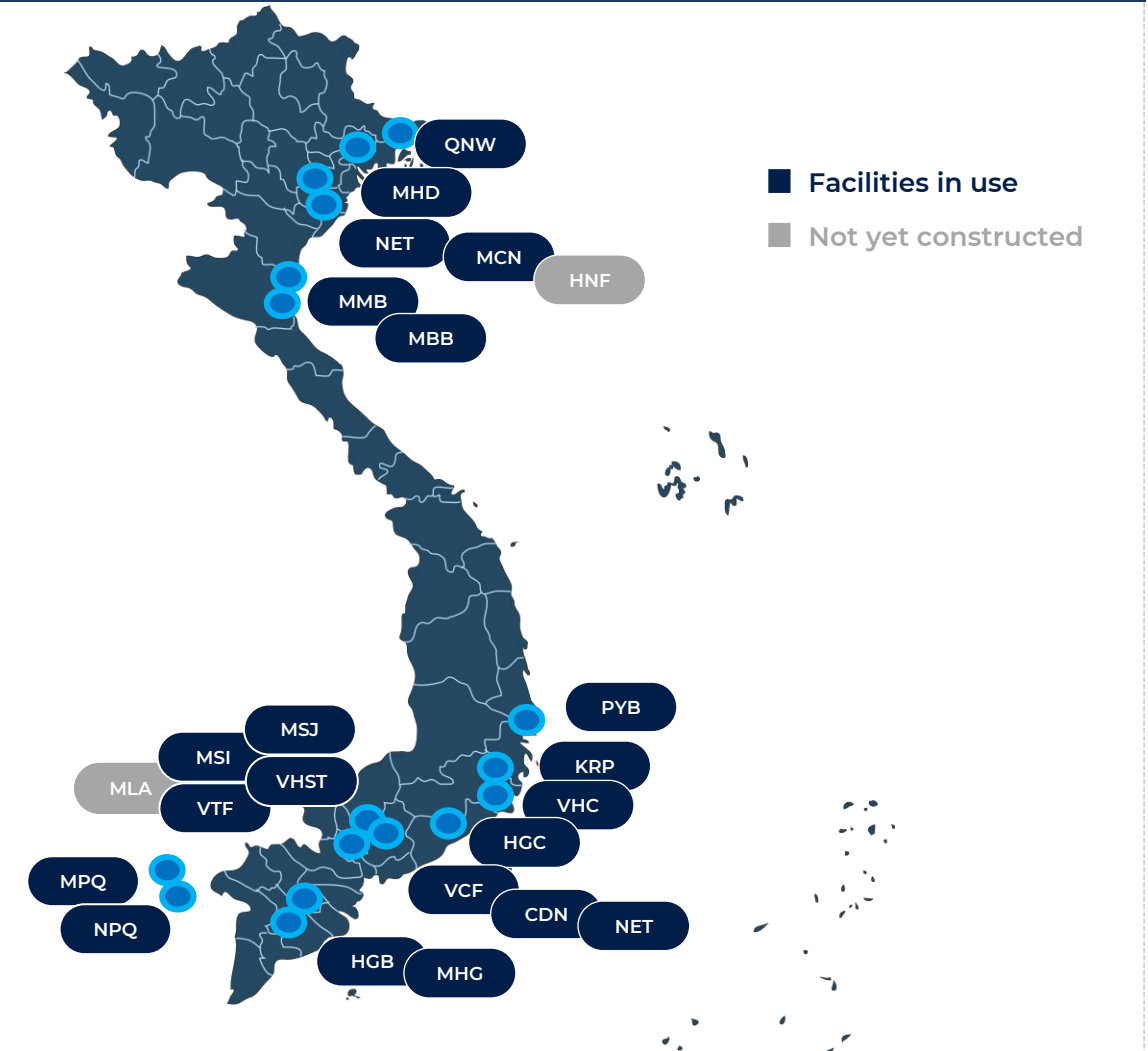 QNW
MHD
NET
MCN
HNF
MMB
MBB
Facilities in use
Not yet constructed
PYB
KRP
VHC
HGC
VCF
CDN
NET
MSJ
MSI
VHST
MLA
VTF
MPQ
NPQ
HGB
MHG